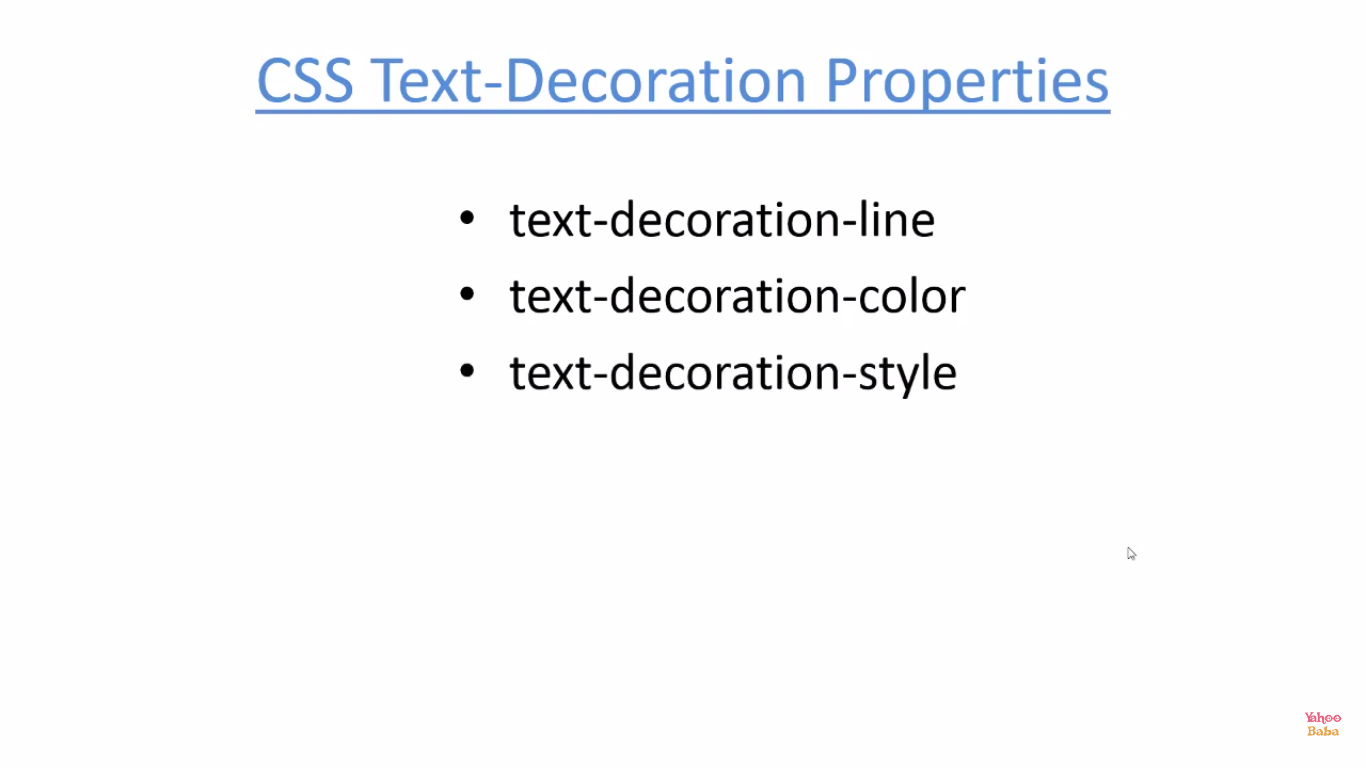 CSS Text-Decoration Properties
• text-decoration-line
• text-decoration-color
• text-decoration-style
Yahoo
Baba